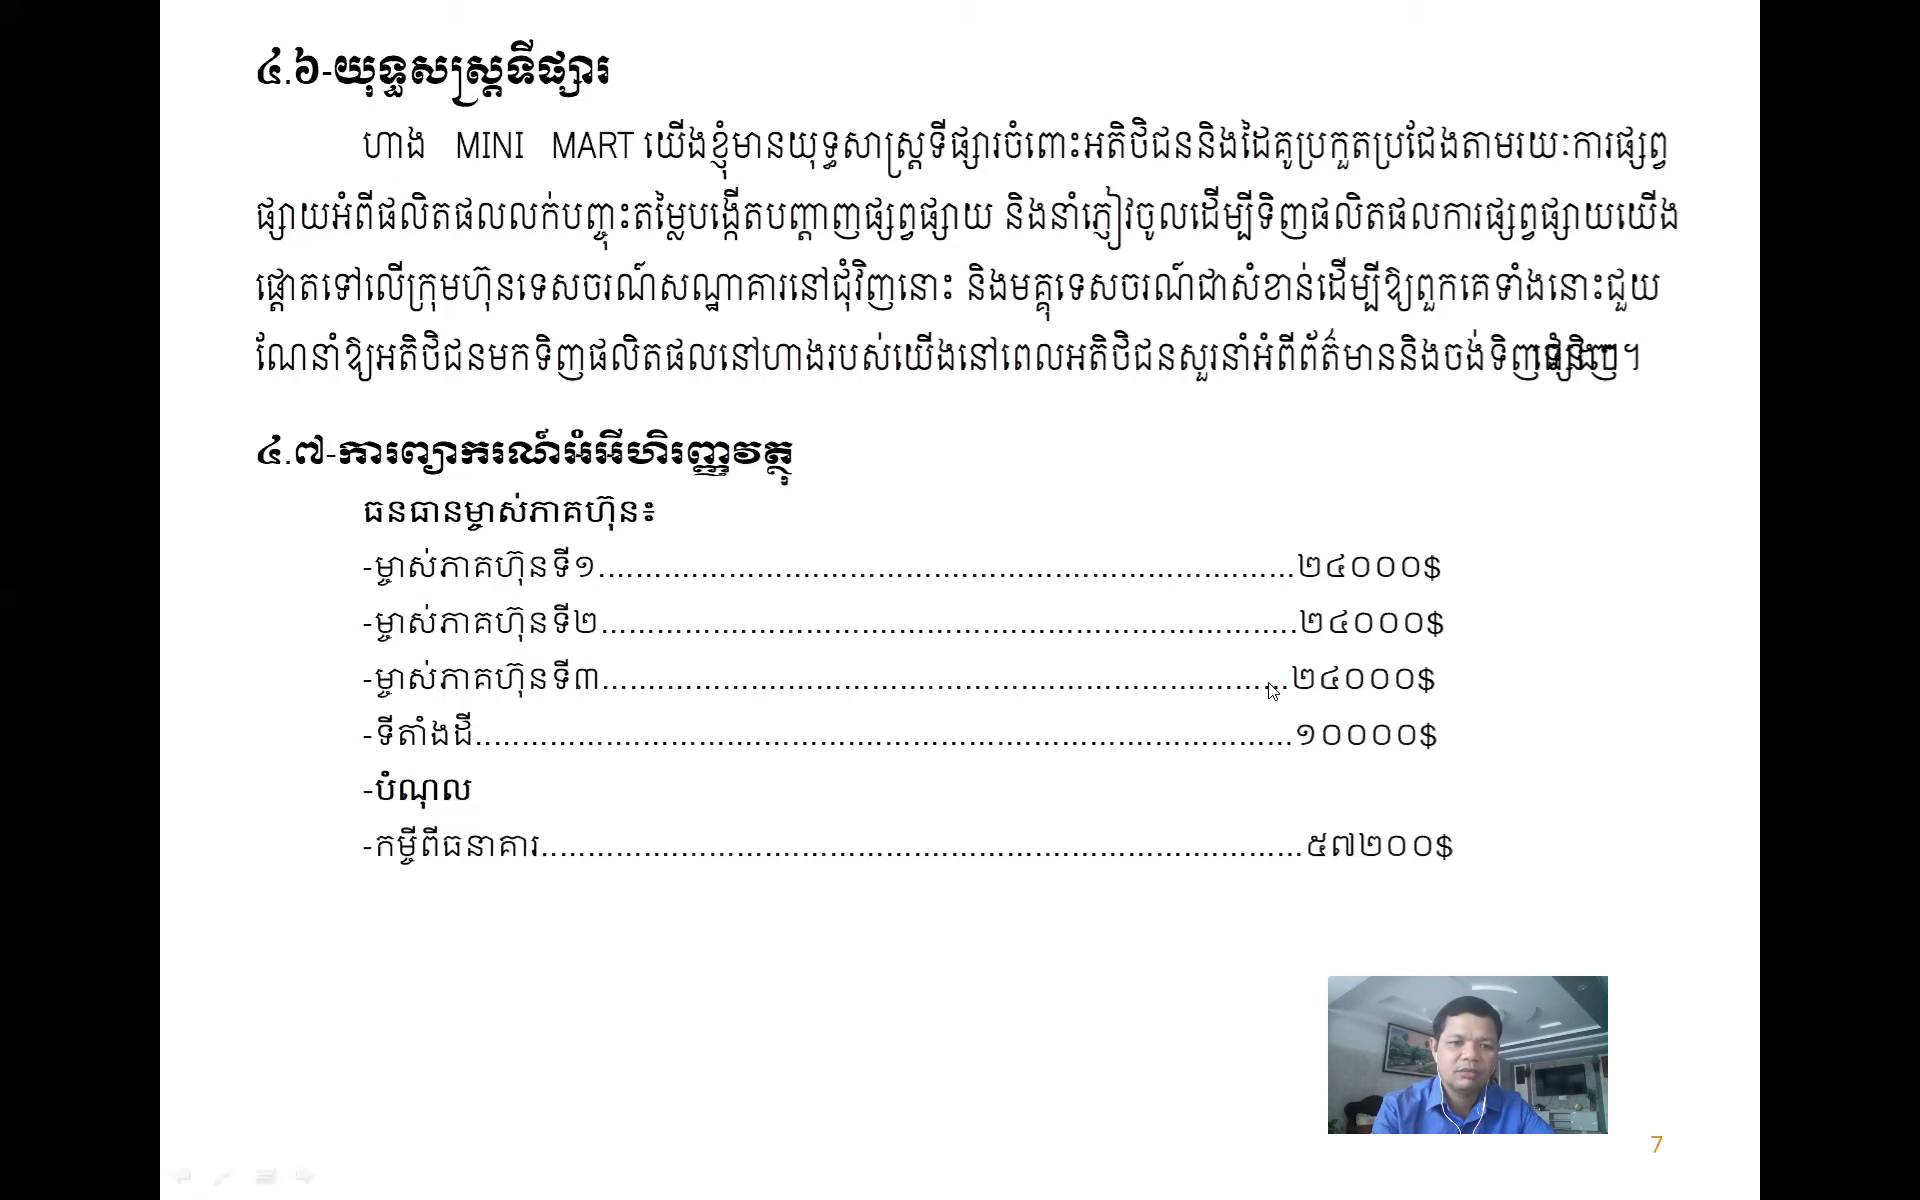 ៤.៦-យុទ្ធសស្ត្រទីផ្សារ
ហាង MINI MART យើងខ្ញុំមានយុទ្ធសាស្ត្រទីផ្សារចំពោះអតិថិជននិងដៃគូប្រកួតប្រជែងតាមរយៈការផ្សព្វ
ផ្សាយអំពីផលិតផលលក់បញ្ចុះតម្លៃបង្កើតបញ្តាញផ្សព្វផ្សាយ និងនាំភ្ញៀវចូលដើម្បីទិញផលិតផលការផ្សព្វផ្សាយយើង
ផ្តោតទៅលើក្រុមហ៊ុនទេសចរណ៍សណ្ឋាគារនៅជុំវិញនោះ និងមគ្គុទេសចរណ៍ជាសំខាន់ដើម្បីឱ្យពួកគេទាំងនោះជួយ
ណែនាំឱ្យអតិថិជនមកទិញផលិតផលនៅហាងរបស់យើងនៅពេលអតិថិជនសួរនាំអំពីព័ត៌មាននិងចង់ទិញ
៤.៧-ការព្យាករណ៍អំអីហិរញ្ញវត្ថុ
ធនធានម្ចាស់ភាគហ៊ុន៖
-ម្ចាស់ភាគហ៊ុនទី១..........................................................................២៤០០០$
-ម្ចាស់ភាគហ៊ុនទី២..........................................................................២៤០០០$
-ម្ចាស់ភាគហ៊ុនទី៣..........................................................................២៤០០០$
-ទីតាំងដី.......................................................................................១០០០០$
-បំណុល
-កម្ចីពីធនាគារ.................................................................................៥៧២០០$
7